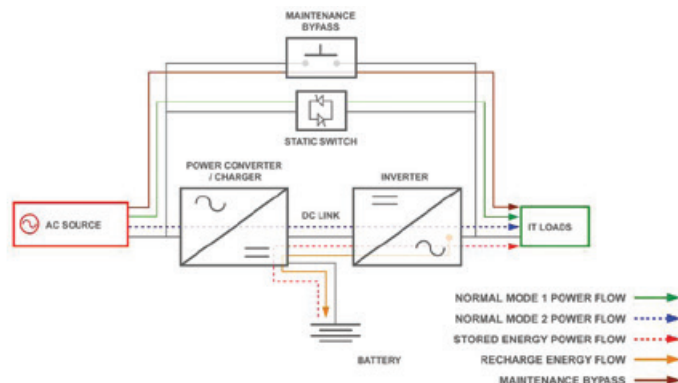 MAINTENANCE
BYPASS
STATIC SWITCH
POWER CONVERTER
/ CHARGER
INVERTER
DC LINK
AC SOURCE
IT LOADS
BATTERY
NORMAL MODE 1 POWER FLOW
NORMAL MODE 2 POWER FLOW
STORED ENERGY POWER FLOW
RECHARGE ENERGY FLOW
MAINTENANCE BYPASS